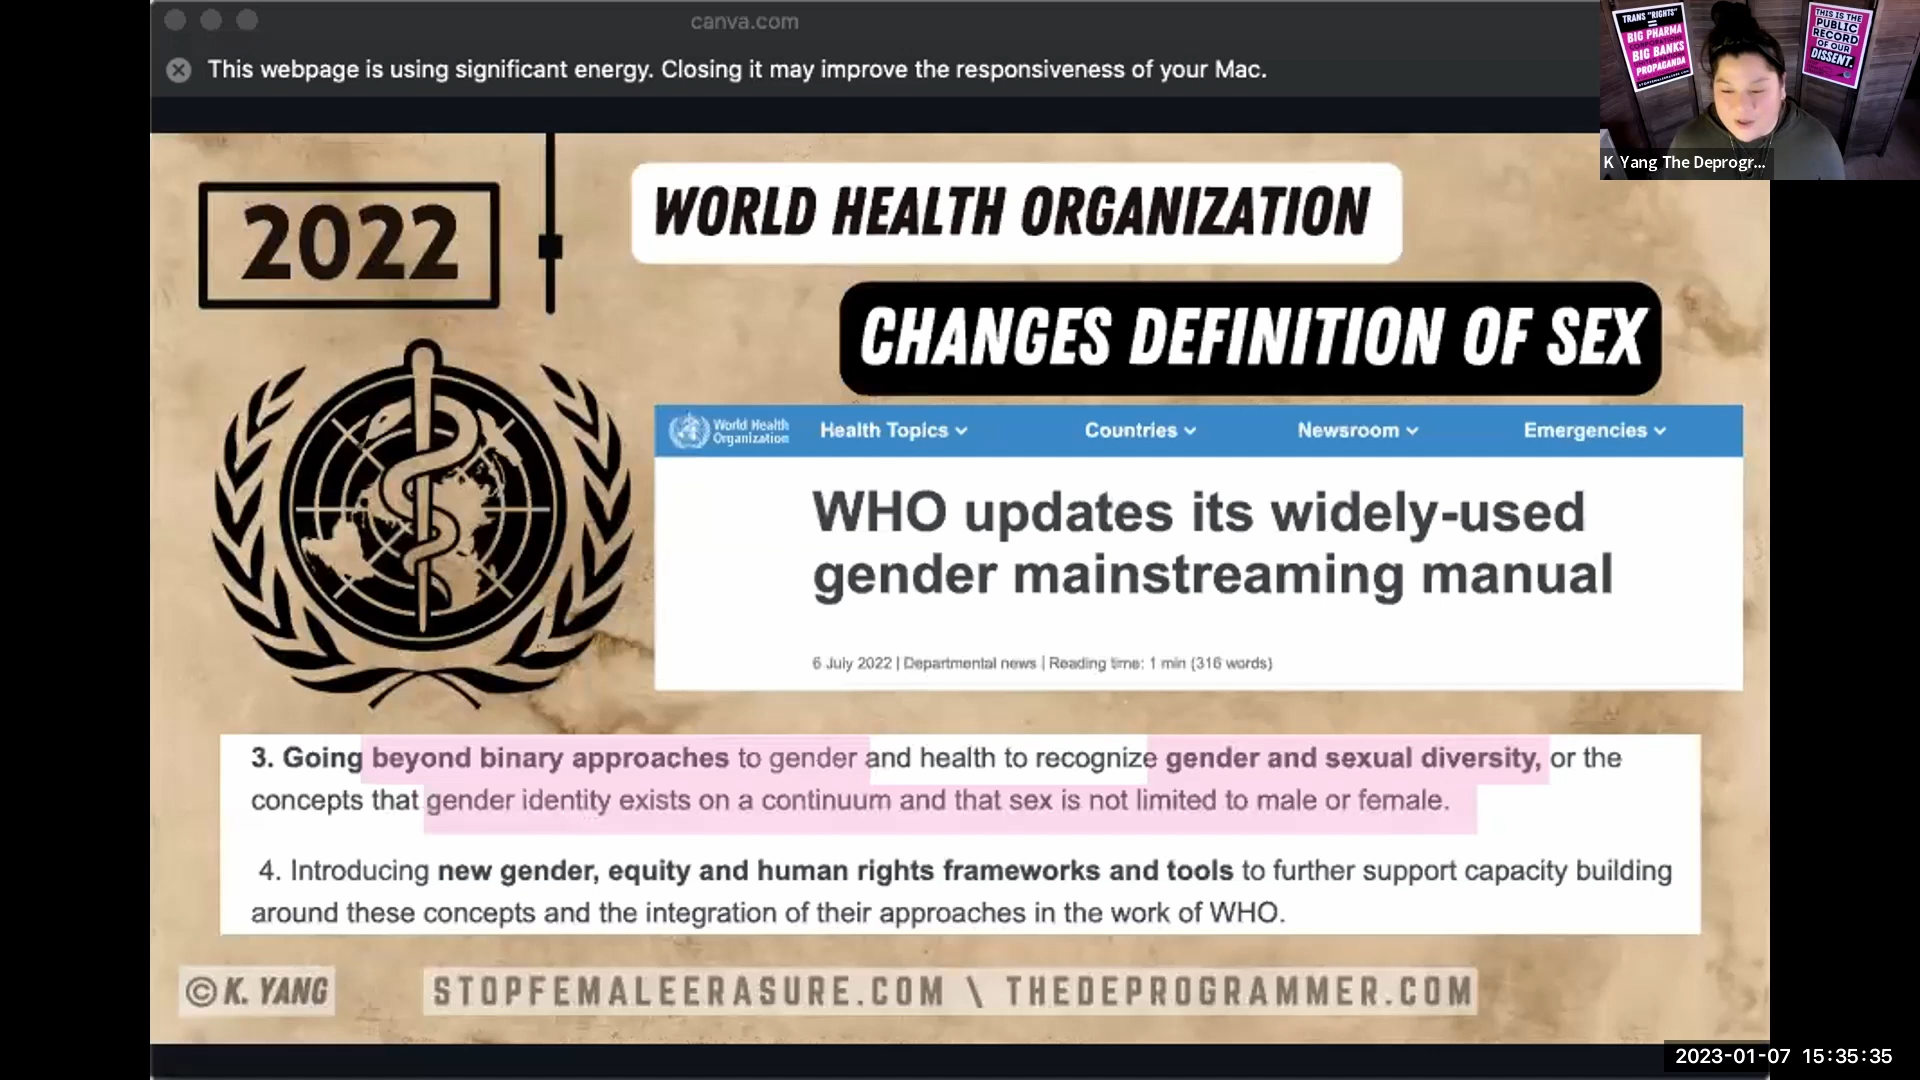 canva.com
This webpage is using significant energy. Closing it may improve the responsiveness of your Mac.
TRANS "RIGHTS"
=
BIG PHARMA
CORPORATIONS
BIG BANKS
PROPAGANDA
THIS IS THE
PUBLIC
RECORD
OF OUR
DISSENT.
K Yang The Deprogr...
2022
WORLD HEALTH ORGANIZATION
CHANGES DEFINITION OF SEX
World Health
Organization
Health Topics
Countries
Newsroom
Emergencies
WHO updates its widely-used
gender mainstreaming manual
6 July 2022 | Departmental news | Reading time: 1 min (316 words)
3. Going beyond binary approaches to gender and health to recognize gender and sexual diversity, or the
concepts that gender identity exists on a continuum and that sex is not limited to male or female.
4. Introducing new gender, equity and human rights frameworks and tools to further support capacity building
around these concepts and the integration of their approaches in the work of WHO.
© K. YANG
STOPFEMALEERASURE.COM \ THEDEPROGRAMMER.COM
2023-01-07 15:35:35